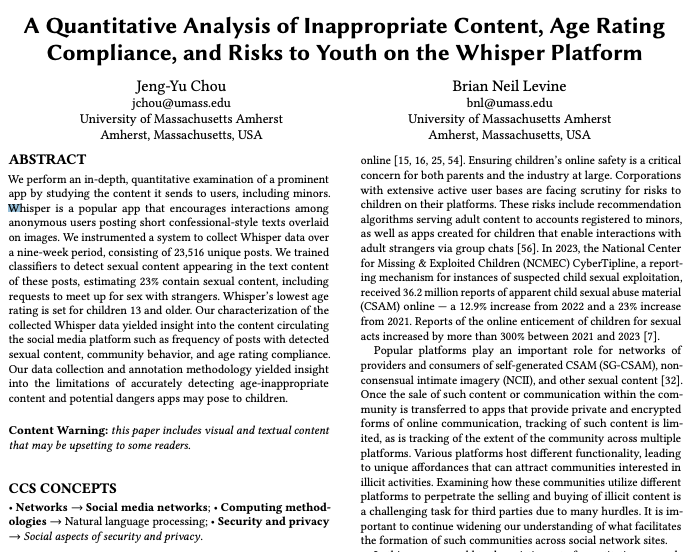 A Quantitative Analysis of Inappropriate Content, Age Rating
Compliance, and Risks to Youth on the Whisper Platform
Jeng-Yu Chou
jchou@umass.edu
University of Massachusetts Amherst
Amherst, Massachusetts, USA
Brian Neil Levine
bnl@umass.edu
University of Massachusetts Amherst
Amherst, Massachusetts, USA
ABSTRACT
We perform an in-depth, quantitative examination of a prominent
app by studying the content it sends to users, including minors.
Whisper is a popular app that encourages interactions among
anonymous users posting short confessional-style texts overlaid
on images. We instrumented a system to collect Whisper data over
a nine-week period, consisting of 23,516 unique posts. We trained
classifiers to detect sexual content appearing in the text content
of these posts, estimating 23% contain sexual content, including
requests to meet up for sex with strangers. Whisper's lowest age
rating is set for children 13 and older. Our characterization of the
collected Whisper data yielded insight into the content circulating
the social media platform such as frequency of posts with detected
sexual content, community behavior, and age rating compliance.
Our data collection and annotation methodology yielded insight
into the limitations of accurately detecting age-inappropriate
content and potential dangers apps may pose to children.
Content Warning: this paper includes visual and textual content
that may be upsetting to some readers.
CCS CONCEPTS
• Networks → Social media networks; • Computing method-
ologies → Natural language processing; • Security and privacy
→ Social aspects of security and privacy.
online [15, 16, 25, 54]. Ensuring children's online safety is a critical
concern for both parents and the industry at large. Corporations
with extensive active user bases are facing scrutiny for risks to
children on their platforms. These risks include recommendation
algorithms serving adult content to accounts registered to minors,
as well as apps created for children that enable interactions with
adult strangers via group chats [56]. In 2023, the National Center
for Missing & Exploited Children (NCMEC) CyberTipline, a report-
ing mechanism for instances of suspected child sexual exploitation,
received 36.2 million reports of apparent child sexual abuse material
(CSAM) online — a 12.9% increase from 2022 and a 23% increase
from 2021. Reports of the online enticement of children for sexual
acts increased by more than 300% between 2021 and 2023 [7].
Popular platforms play an important role for networks of
providers and consumers of self-generated CSAM (SG-CSAM), non-
consensual intimate imagery (NCII), and other sexual content [32].
Once the sale of such content or communication within the com-
munity is transferred to apps that provide private and encrypted
forms of online communication, tracking of such content is lim-
ited, as is tracking of the extent of the community across multiple
platforms. Various platforms host different functionality, leading
to unique affordances that can attract communities interested in
illicit activities. Examining how these communities utilize different
platforms to perpetrate the selling and buying of illicit content is
a challenging task for third parties due to many hurdles. It is im-
portant to continue widening our understanding of what facilitates
the formation of such communities across social network sites.